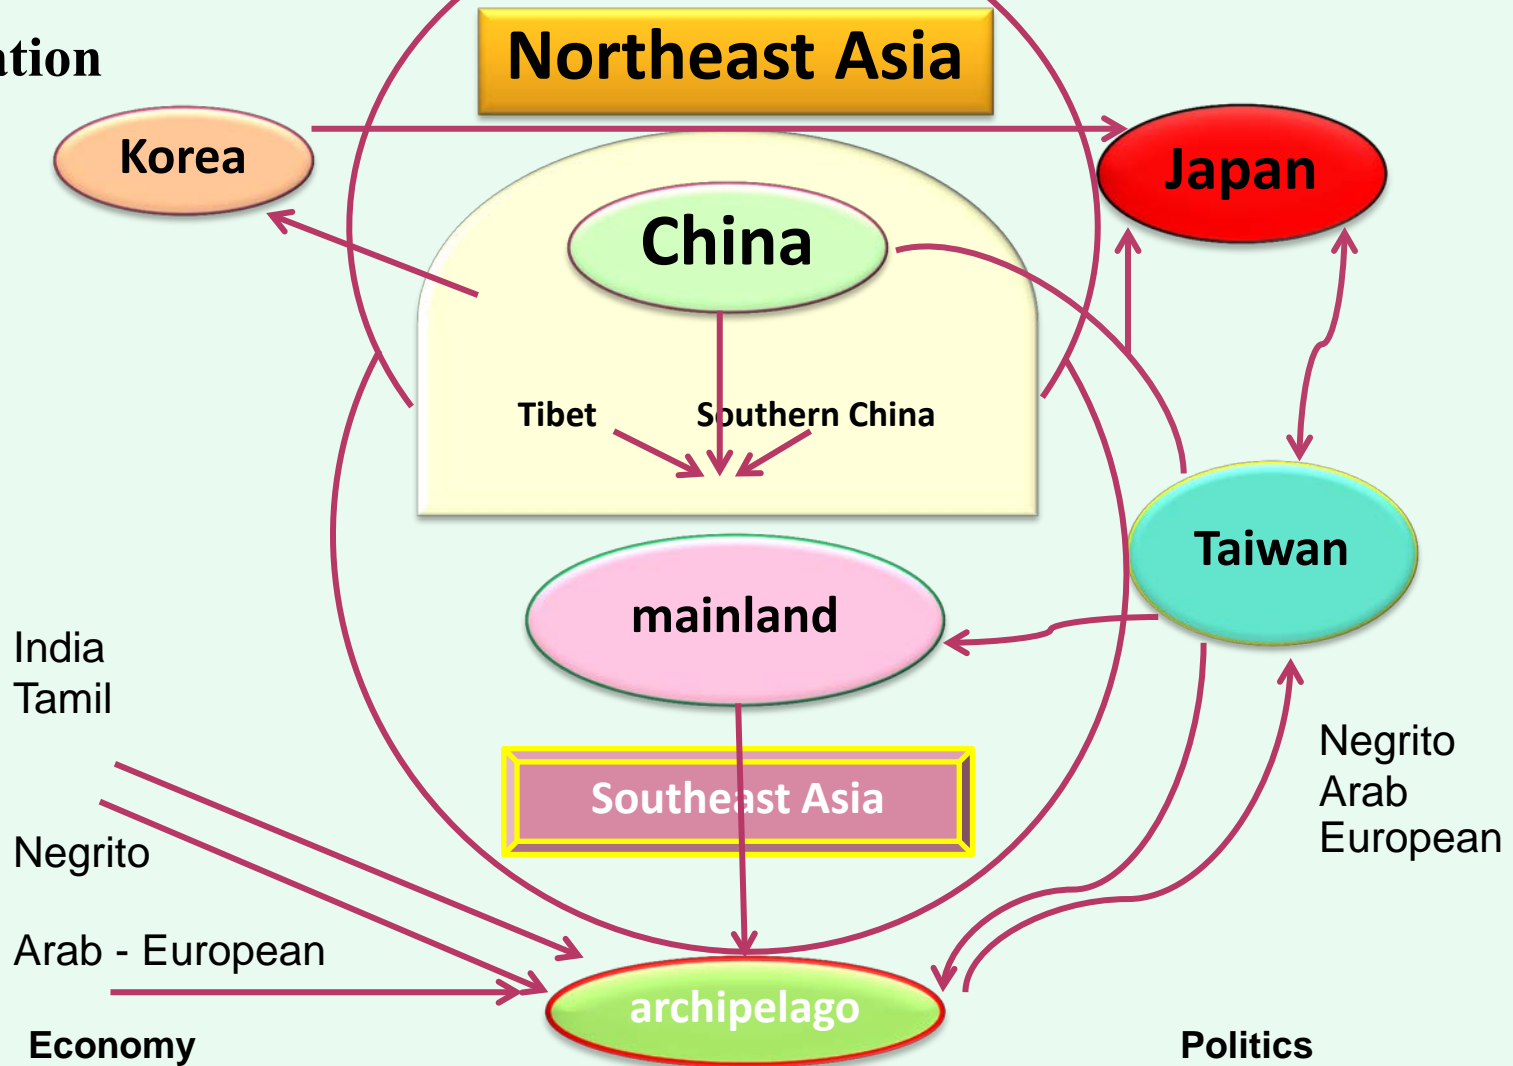 Northeast Asia
ation
Korea
Japan
China
Tibet
Southern China
Taiwan
mainland
India
Tamil
Negrito
Arab
European
Southeast Asia
Negrito
Arab - European
archipelago
Economy
Politics